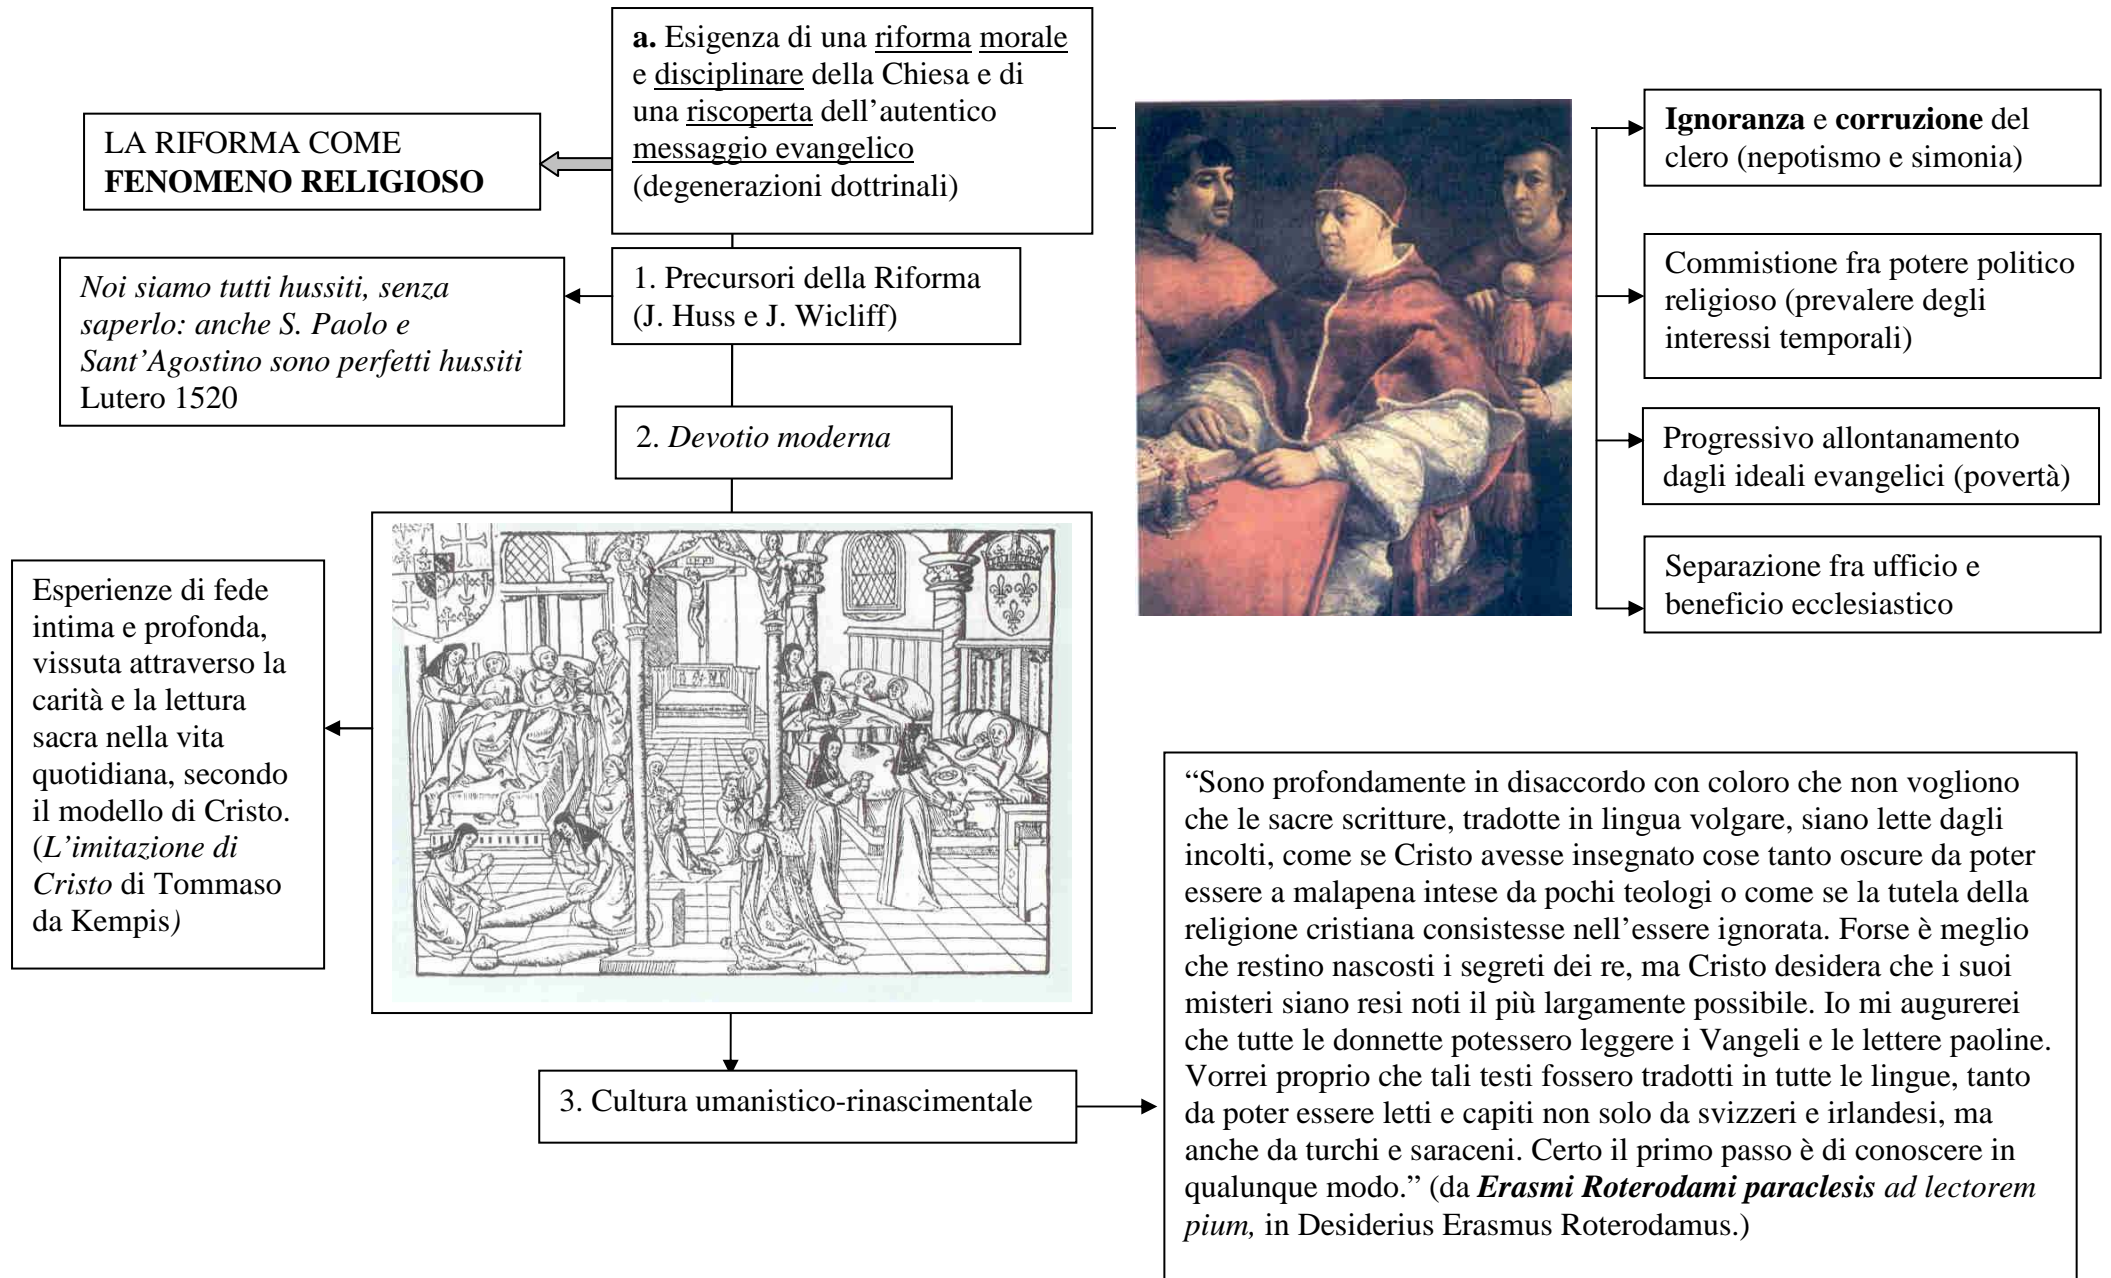 a. Esigenza di una riforma morale
e disciplinare della Chiesa e di
una riscoperta dell’autentico
messaggio evangelico
(degenerazioni dottrinali)
LA RIFORMA COME
FENOMENO RELIGIOSO
Ignoranza e corruzione del
clero (nepotismo e simonia)
Commistione fra potere politico
religioso (prevalere degli
interessi temporali)
Progressivo allontanamento
dagli ideali evangelici (povertà)
Separazione fra ufficio e
beneficio ecclesiastico
1. Precursori della Riforma
(J. Huss e J. Wicliff)
Noi siamo tutti hussiti, senza
saperlo: anche S. Paolo e
Sant’Agostino sono perfetti hussiti
Lutero 1520
2. Devotio moderna
Esperienze di fede
intima e profonda,
vissuta attraverso la
carità e la lettura
sacra nella vita
quotidiana, secondo
il modello di Cristo.
(L’imitazione di
Cristo di Tommaso
da Kempis)
3. Cultura umanistico-rinascimentale
“Sono profondamente in disaccordo con coloro che non vogliono
che le sacre scritture, tradotte in lingua volgare, siano lette dagli
incolti, come se Cristo avesse insegnato cose tanto oscure da poter
essere a malapena intese da pochi teologi o come se la tutela della
religione cristiana consistesse nell’essere ignorata. Forse è meglio
che restino nascosti i segreti dei re, ma Cristo desidera che i suoi
misteri siano resi noti il più largamente possibile. Io mi augurerei
che tutte le donnette potessero leggere i Vangeli e le lettere paoline.
Vorrei proprio che tali testi fossero tradotti in tutte le lingue, tanto
da poter essere letti e capiti non solo da svizzeri e irlandesi, ma
anche da turchi e saraceni. Certo il primo passo è di conoscere in
qualunque modo.” (da Erasmi Roterodami paraclesis ad lectorem
pium, in Desiderius Erasmus Roterodamus.)